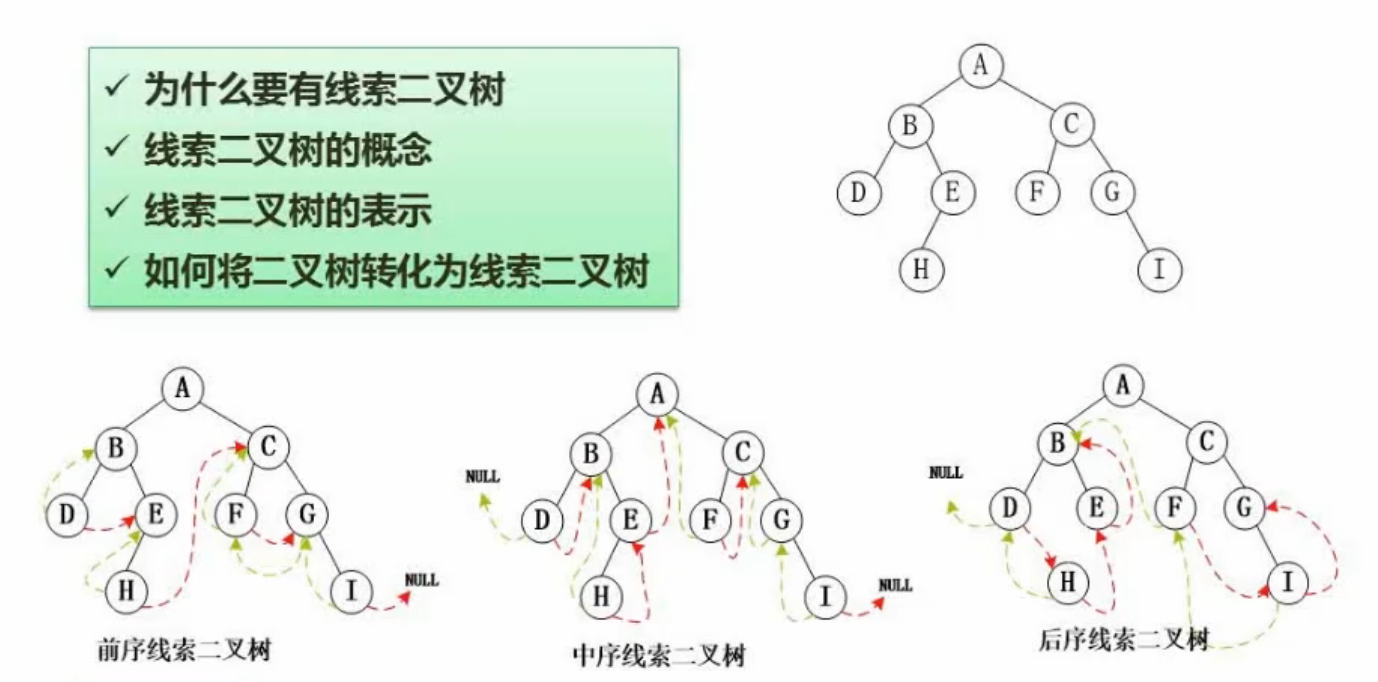 ✓ 为什么要有线索二叉树
✓ 线索二叉树的概念
✓ 线索二叉树的表示
✓ 如何将二叉树转化为线索二叉树
A
B C
D E F G
H I
A
B C
D E F G
H I NULL
前序线索二叉树
A
B C
NULL
D E F G
H I NULL
中序线索二叉树
A
B C
NULL
D E F G
H I
后序线索二叉树